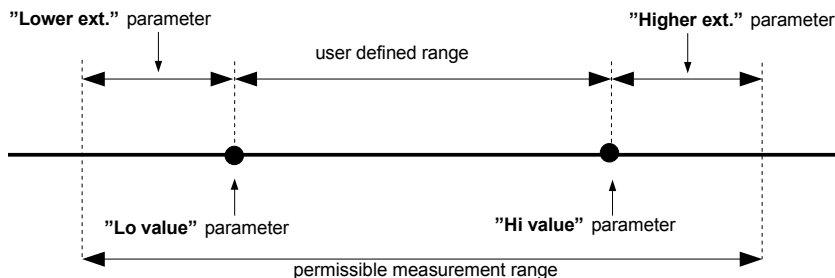 ”Lower ext.” parameter
”Higher ext.” parameter
user defined range
”Lo value” parameter
”Hi value” parameter
permissible measurement range